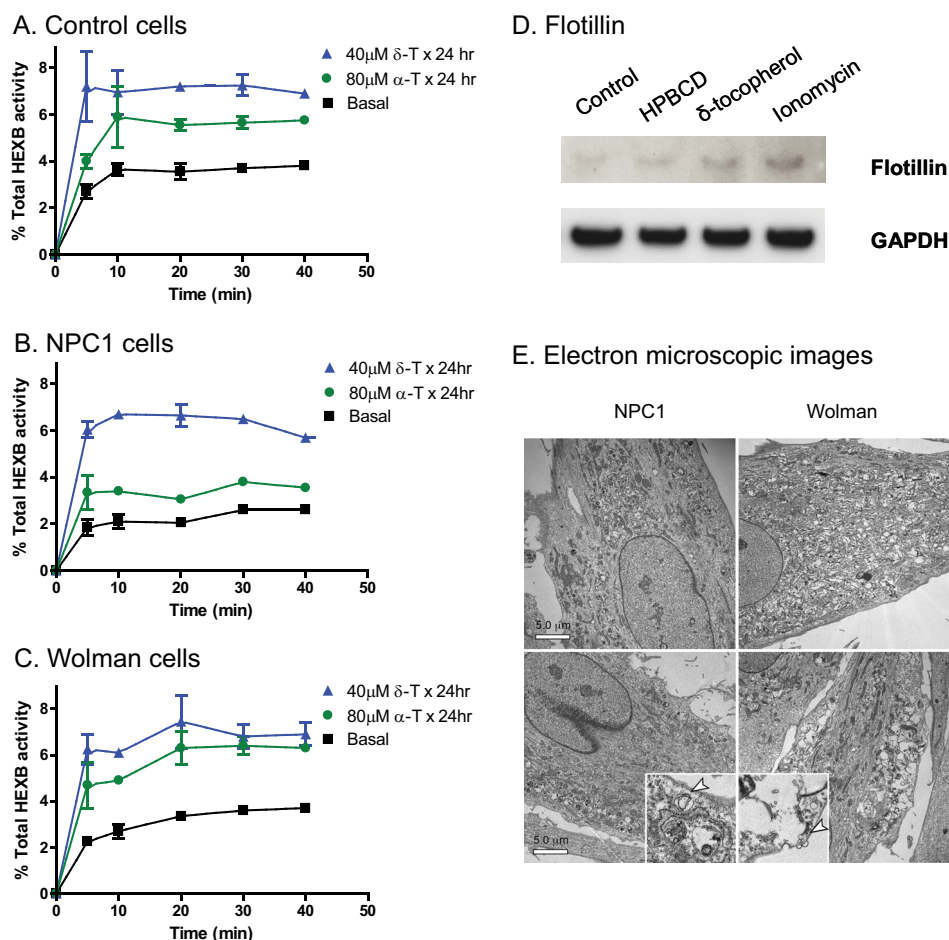 A. Control cells
% Total HEXB activity
8
6
4
2
0
0 10 20 30 40 50
Time (min)
40μM δ-T x 24 hr
80μM α-T x 24 hr
Basal
B. NPC1 cells
% Total HEXB activity
8
6
4
2
0
0 10 20 30 40 50
Time (min)
40μM δ-T x 24hr
80μM α-T x 24hr
Basal
C. Wolman cells
% Total HEXB activity
8
6
4
2
0
0 10 20 30 40 50
Time (min)
40μM δ-T x 24hr
80μM α-T x 24hr
Basal
D. Flotillin
Control HPBCD δ-tocopherol Ionomycin
Flotillin
GAPDH
E. Electron microscopic images
NPC1 Wolman
5.0 μm
5.0 μm